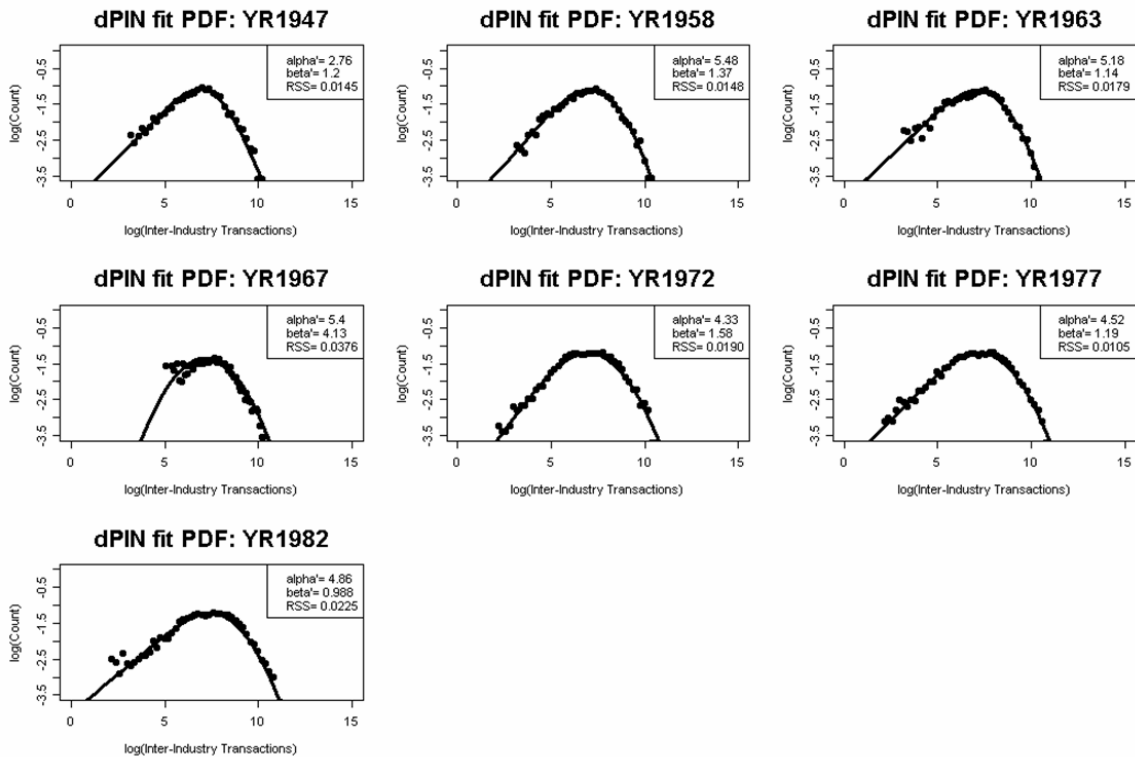 dPIN fit PDF: YR1947
alpha'= 2.76
beta'= 1.2
RSS= 0.0145
log(Count)
-0.5
-1.5
-2.5
-3.5
0 5 10 15
log(Inter-Industry Transactions)
dPIN fit PDF: YR1958
alpha'= 5.48
beta'= 1.37
RSS= 0.0148
log(Count)
-0.5
-1.5
-2.5
-3.5
0 5 10 15
log(Inter-Industry Transactions)
dPIN fit PDF: YR1963
alpha'= 5.18
beta'= 1.14
RSS= 0.0179
log(Count)
-0.5
-1.5
-2.5
-3.5
0 5 10 15
log(Inter-Industry Transactions)
dPIN fit PDF: YR1967
alpha'= 5.4
beta'= 4.13
RSS= 0.0376
log(Count)
-0.5
-1.5
-2.5
-3.5
0 5 10 15
log(Inter-Industry Transactions)
dPIN fit PDF: YR1972
alpha'= 4.33
beta'= 1.58
RSS= 0.0190
log(Count)
-0.5
-1.5
-2.5
-3.5
0 5 10 15
log(Inter-Industry Transactions)
dPIN fit PDF: YR1977
alpha'= 4.52
beta'= 1.19
RSS= 0.0105
log(Count)
-0.5
-1.5
-2.5
-3.5
0 5 10 15
log(Inter-Industry Transactions)
dPIN fit PDF: YR1982
alpha'= 4.86
beta'= 0.988
RSS= 0.0225
log(Count)
-0.5
-1.5
-2.5
-3.5
0 5 10 15
log(Inter-Industry Transactions)